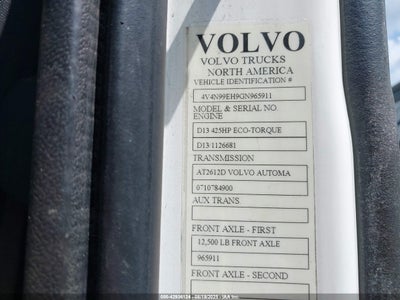 VOLVO
VOLVO TRUCKS
NORTH AMERICA
VEHICLE IDENTIFICATION #
4V4N99EH9GN965911
MODEL & SERIAL NO.
ENGINE
D13 425HP ECO-TORQUE
D13/1126681
TRANSMISSION
AT2612D VOLVO AUTOMA
0710784900
AUX TRANS.
FRONT AXLE - FIRST
12,500 LB FRONT AXLE
965911
FRONT AXLE - SECOND